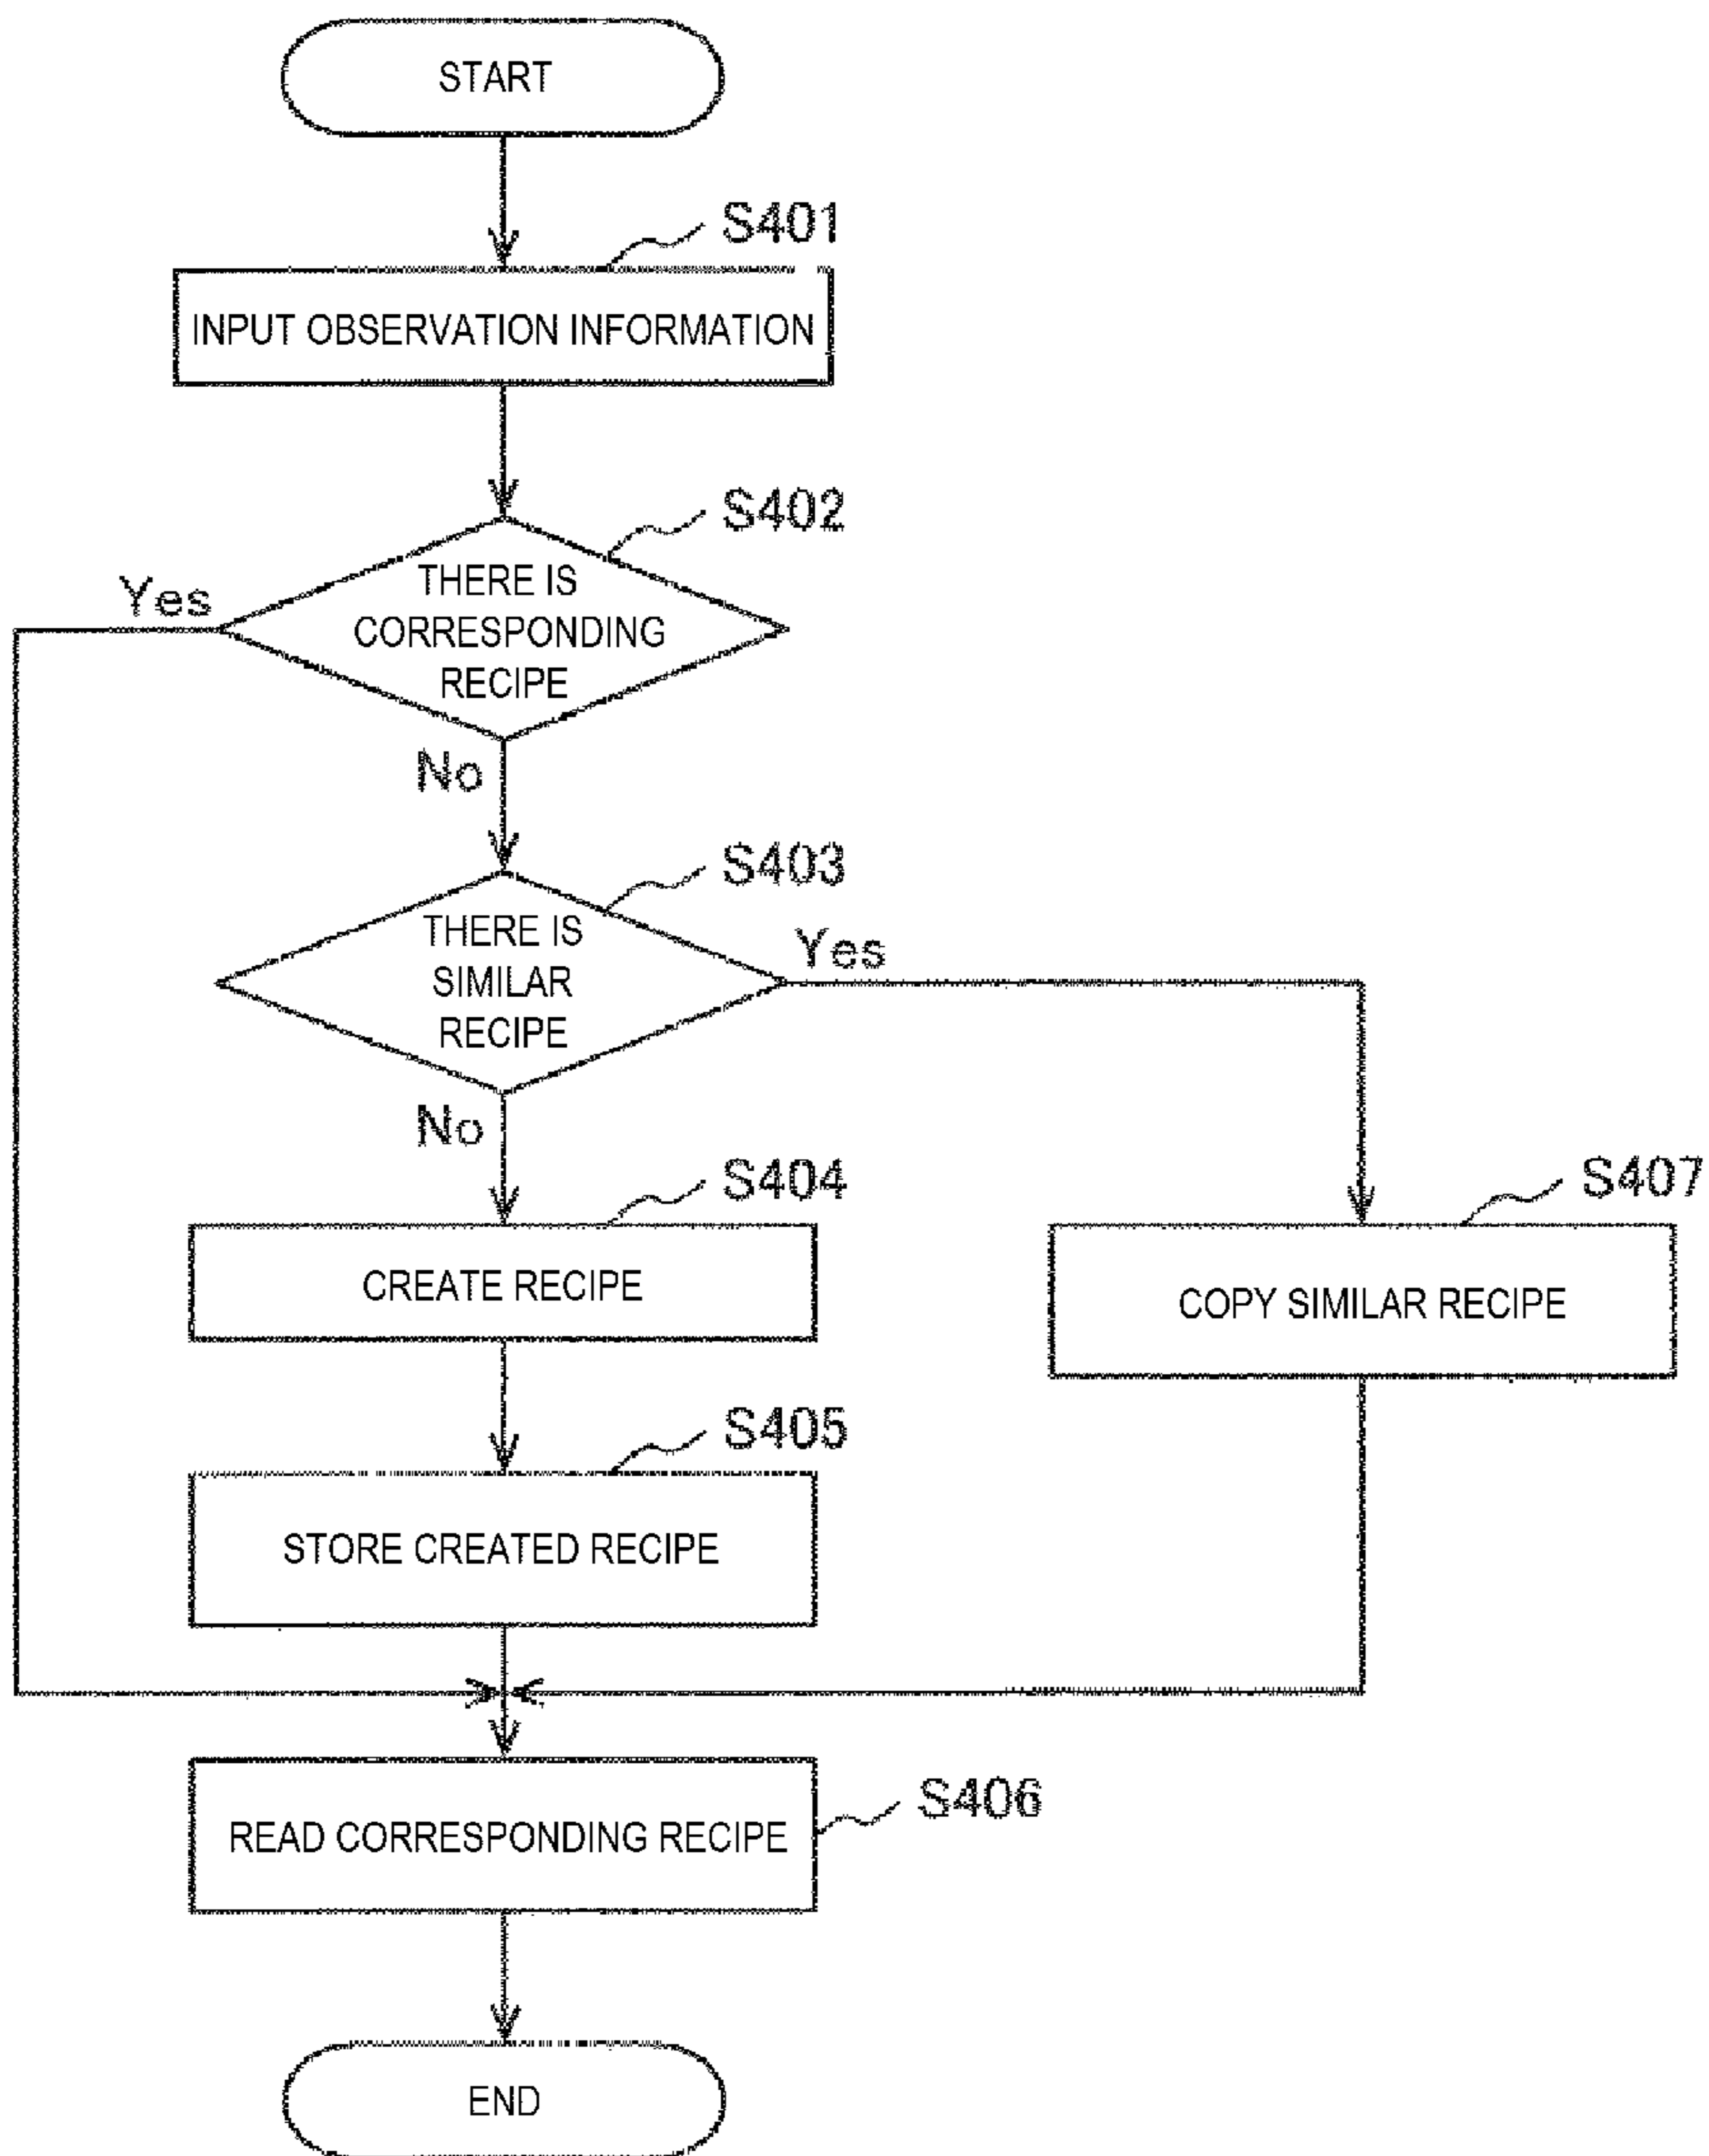 START
S401
INPUT OBSERVATION INFORMATION
S402
Yes
THERE IS
CORRESPONDING
RECIPE
No
S403
THERE IS
SIMILAR
RECIPE
Yes
No
S404
CREATE RECIPE
S407
COPY SIMILAR RECIPE
S405
STORE CREATED RECIPE
S406
READ CORRESPONDING RECIPE
END